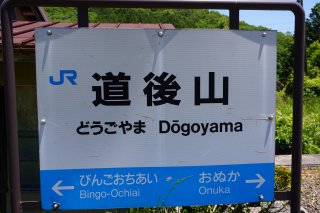 JR
道後山
どうごやま Dōgoyama
びんごおちあい おぬか
Bingo-Ochiai Onuka
← →